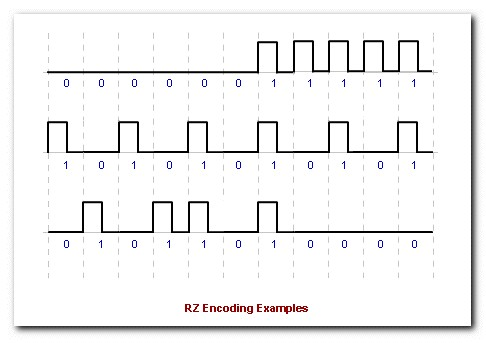 0 0 0 0 0 0 1 1 1 1 1
1 0 1 0 1 0 1 0 1 0 1
0 1 0 1 1 0 1 0 0 0 0
RZ Encoding Examples